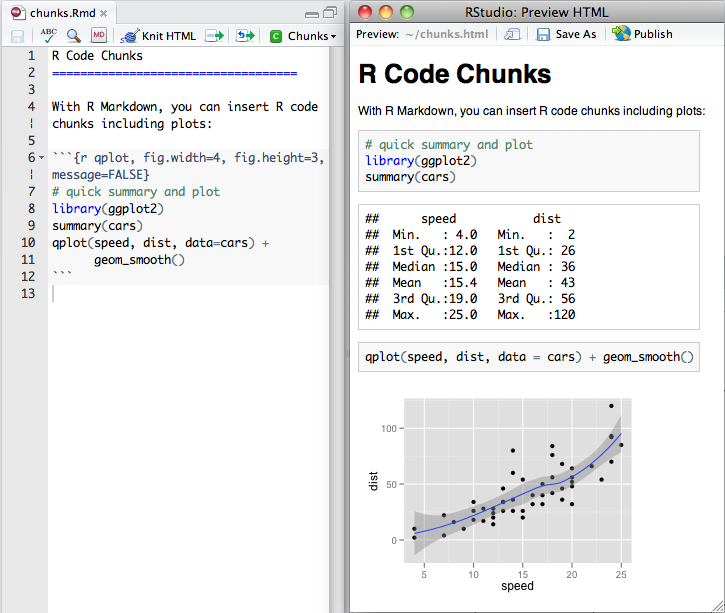 chunks.Rmd
ABC MD Knit HTML Chunks
1 R Code Chunks
2 ===================================
3
4 With R Markdown, you can insert R code
chunks including plots:
5
6 ```{r qplot, fig.width=4, fig.height=3,
message=FALSE}
7 # quick summary and plot
8 library(ggplot2)
9 summary(cars)
10 qplot(speed, dist, data=cars) +
11       geom_smooth()
12 ```
13
RStudio: Preview HTML
Preview: ~/chunks.html Save As Publish
R Code Chunks
With R Markdown, you can insert R code chunks including plots:
# quick summary and plot
library(ggplot2)
summary(cars)
##      speed           dist
##  Min.   : 4.0   Min.   :  2
##  1st Qu.:12.0   1st Qu.: 26
##  Median :15.0   Median : 36
##  Mean   :15.4   Mean   : 43
##  3rd Qu.:19.0   3rd Qu.: 56
##  Max.   :25.0   Max.   :120
qplot(speed, dist, data = cars) + geom_smooth()
100
50
0
dist
5 10 15 20 25
speed